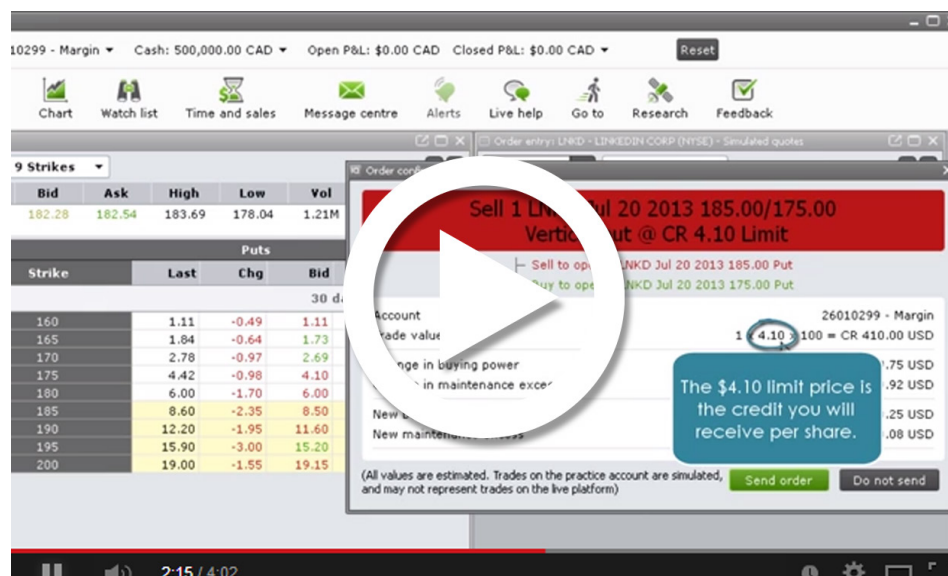 10299 - Margin Cash: 500,000.00 CAD Open P&L: $0.00 CAD Closed P&L: $0.00 CAD Reset
Chart Watch list Time and sales Message centre Alerts Live help Go to Research Feedback
Order entry: LNKD - LINKEDIN CORP (NYSE) - Simulated quotes
9 Strikes
Order
Bid Ask High Low Vol
182.28 182.54 183.69 178.04 1.21M
Sell 1 Jul 20 2013 185.00/175.00
@ CR 4.10 Limit
Sell to LNKD Jul 20 2013 185.00 Put
LNKD Jul 20 2013 175.00 Put
Puts
Strike Last Chg Bid
30
160 1.11 -0.49 1.11
165 1.84 -0.64 1.73
170 2.78 -0.97 2.69
175 4.42 -0.98 4.10
180 6.00 -1.70 6.00
185 8.60 -2.35 8.50
190 12.20 -1.95 11.60
195 15.90 -3.00 15.20
200 19.00 -1.55 19.15
Account 26010299 - Margin
value 1 x 4.10 x 100 = CR 410.00 USD
in buying power .75 USD
in maintenance .92 USD
New .25 USD
New .08 USD
The $4.10 limit price is
the credit you will
receive per share.
(All values are estimated. Trades on the practice account are simulated,
and may not represent trades on the live platform)
Send order Do not send
2:15 / 4:02